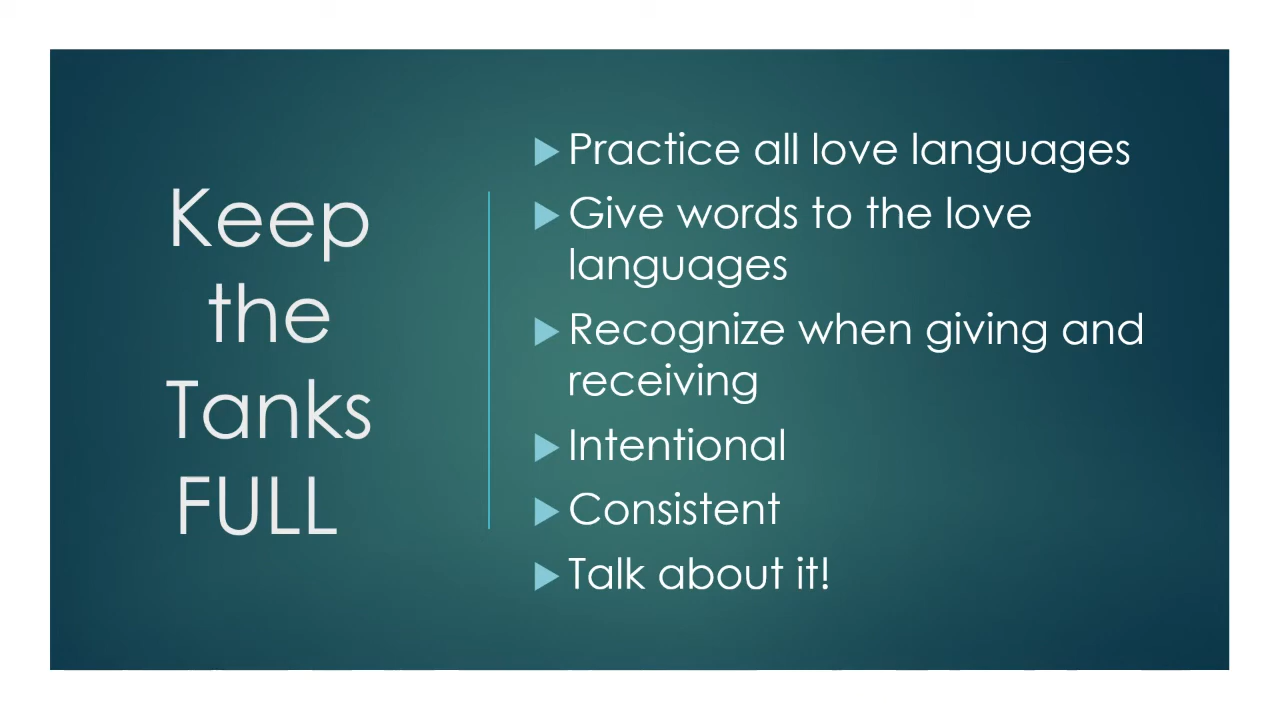 Keep
the
Tanks
FULL
Practice all love languages
Give words to the love
languages
Recognize when giving and
receiving
Intentional
Consistent
Talk about it!